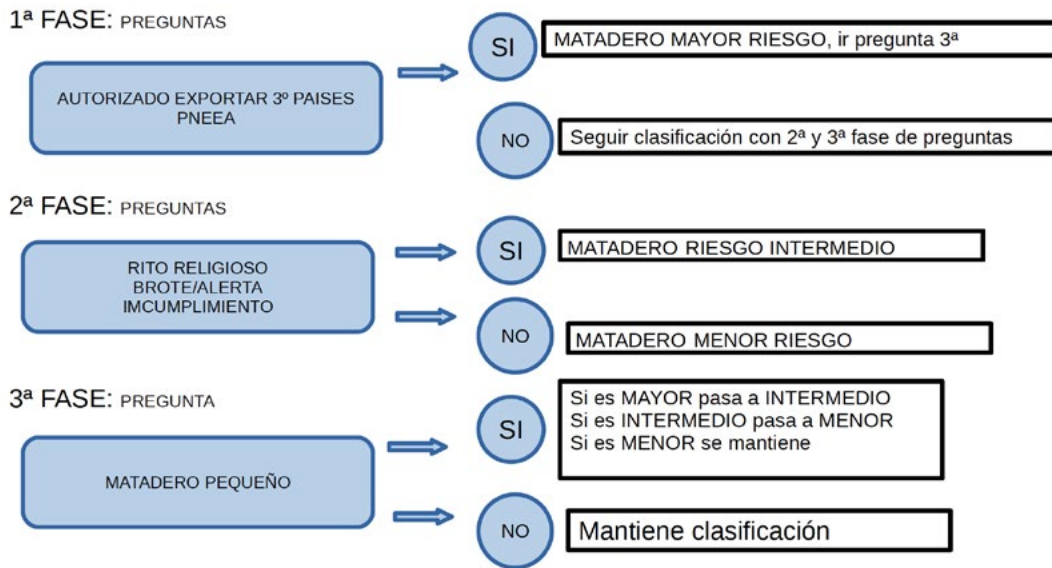 1ª FASE: PREGUNTAS
SI
MATADERO MAYOR RIESGO, ir pregunta 3ª
AUTORIZADO EXPORTAR 3º PAISES
PNEEA
NO
Seguir clasificación con 2ª y 3ª fase de preguntas
2ª FASE: PREGUNTAS
SI
MATADERO RIESGO INTERMEDIO
RITO RELIGIOSO
BROTE/ALERTA
IMCUMPLIMIENTO
NO
MATADERO MENOR RIESGO
3ª FASE: PREGUNTA
SI
Si es MAYOR pasa a INTERMEDIO
Si es INTERMEDIO pasa a MENOR
Si es MENOR se mantiene
MATADERO PEQUEÑO
NO
Mantiene clasificación